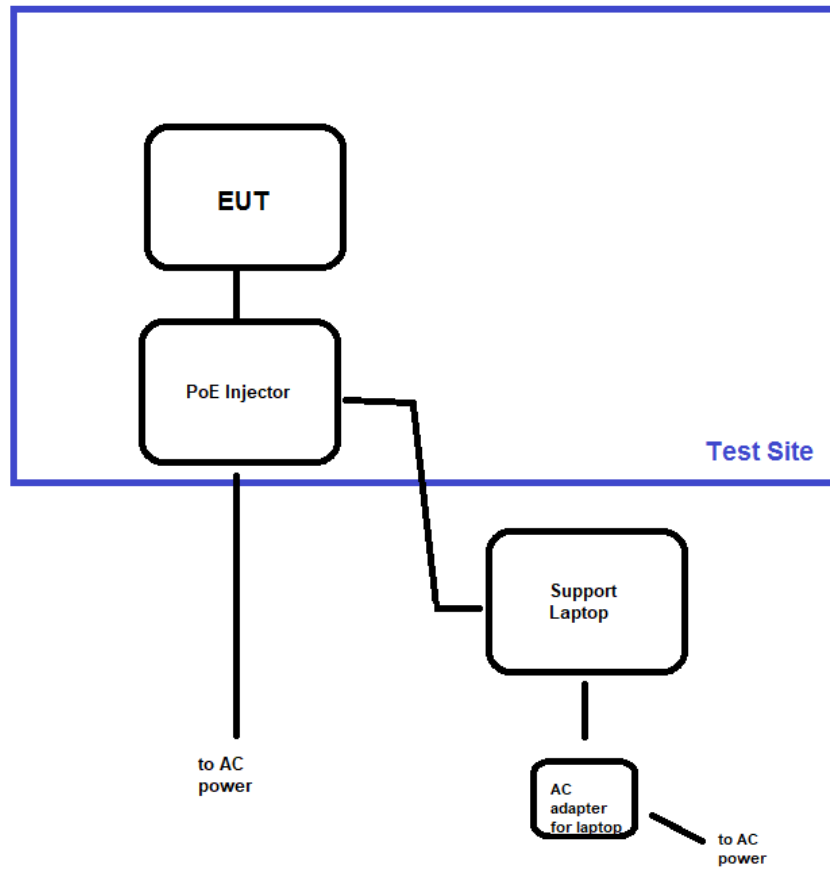 EUT
PoE Injector
Test Site
Support
Laptop
to AC
power
AC
adapter
for laptop
to AC
power